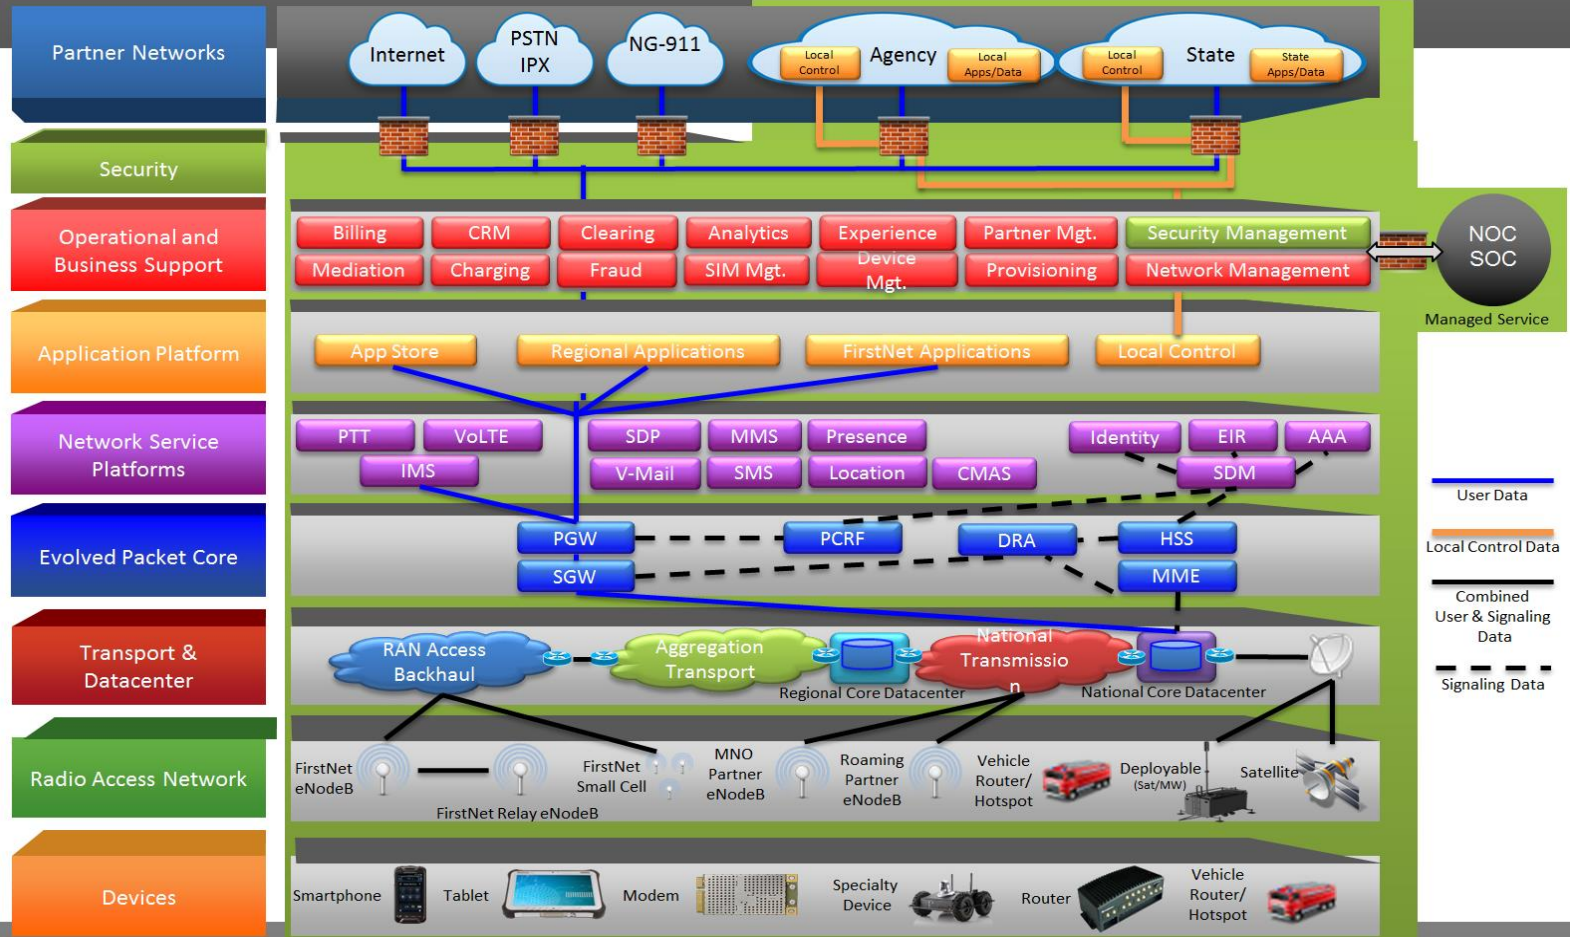 Partner Networks
Internet
PSTN
IPX
NG-911
Local
Control
Agency
Local
Apps/Data
Local
Control
State
State
Apps/Data
Security
Operational and
Business Support
Billing
CRM
Clearing
Analytics
Experience
Partner Mgt.
Security Management
Mediation
Charging
Fraud
SIM Mgt.
Device
Mgt.
Provisioning
Network Management
NOC
SOC
Managed Service
Application Platform
App Store
Regional Applications
FirstNet Applications
Local Control
Network Service
Platforms
PTT
VoLTE
IMS
SDP
MMS
Presence
V-Mail
SMS
Location
CMAS
Identity
EIR
AAA
SDM
Evolved Packet Core
PGW
PCRF
DRA
HSS
SGW
MME
User Data
Local Control Data
Combined
User & Signaling
Data
Signaling Data
Transport &
Datacenter
RAN Access
Backhaul
Aggregation
Transport
Regional Core Datacenter
National
Transmissio
n
National Core Datacenter
Radio Access Network
FirstNet
eNodeB
FirstNet Relay eNodeB
FirstNet
Small Cell
MNO
Partner
eNodeB
Roaming
Partner
eNodeB
Vehicle
Router/
Hotspot
Deployable
(Sat/MW)
Satellite
Devices
Smartphone
Tablet
Modem
Specialty
Device
Router
Vehicle
Router/
Hotspot